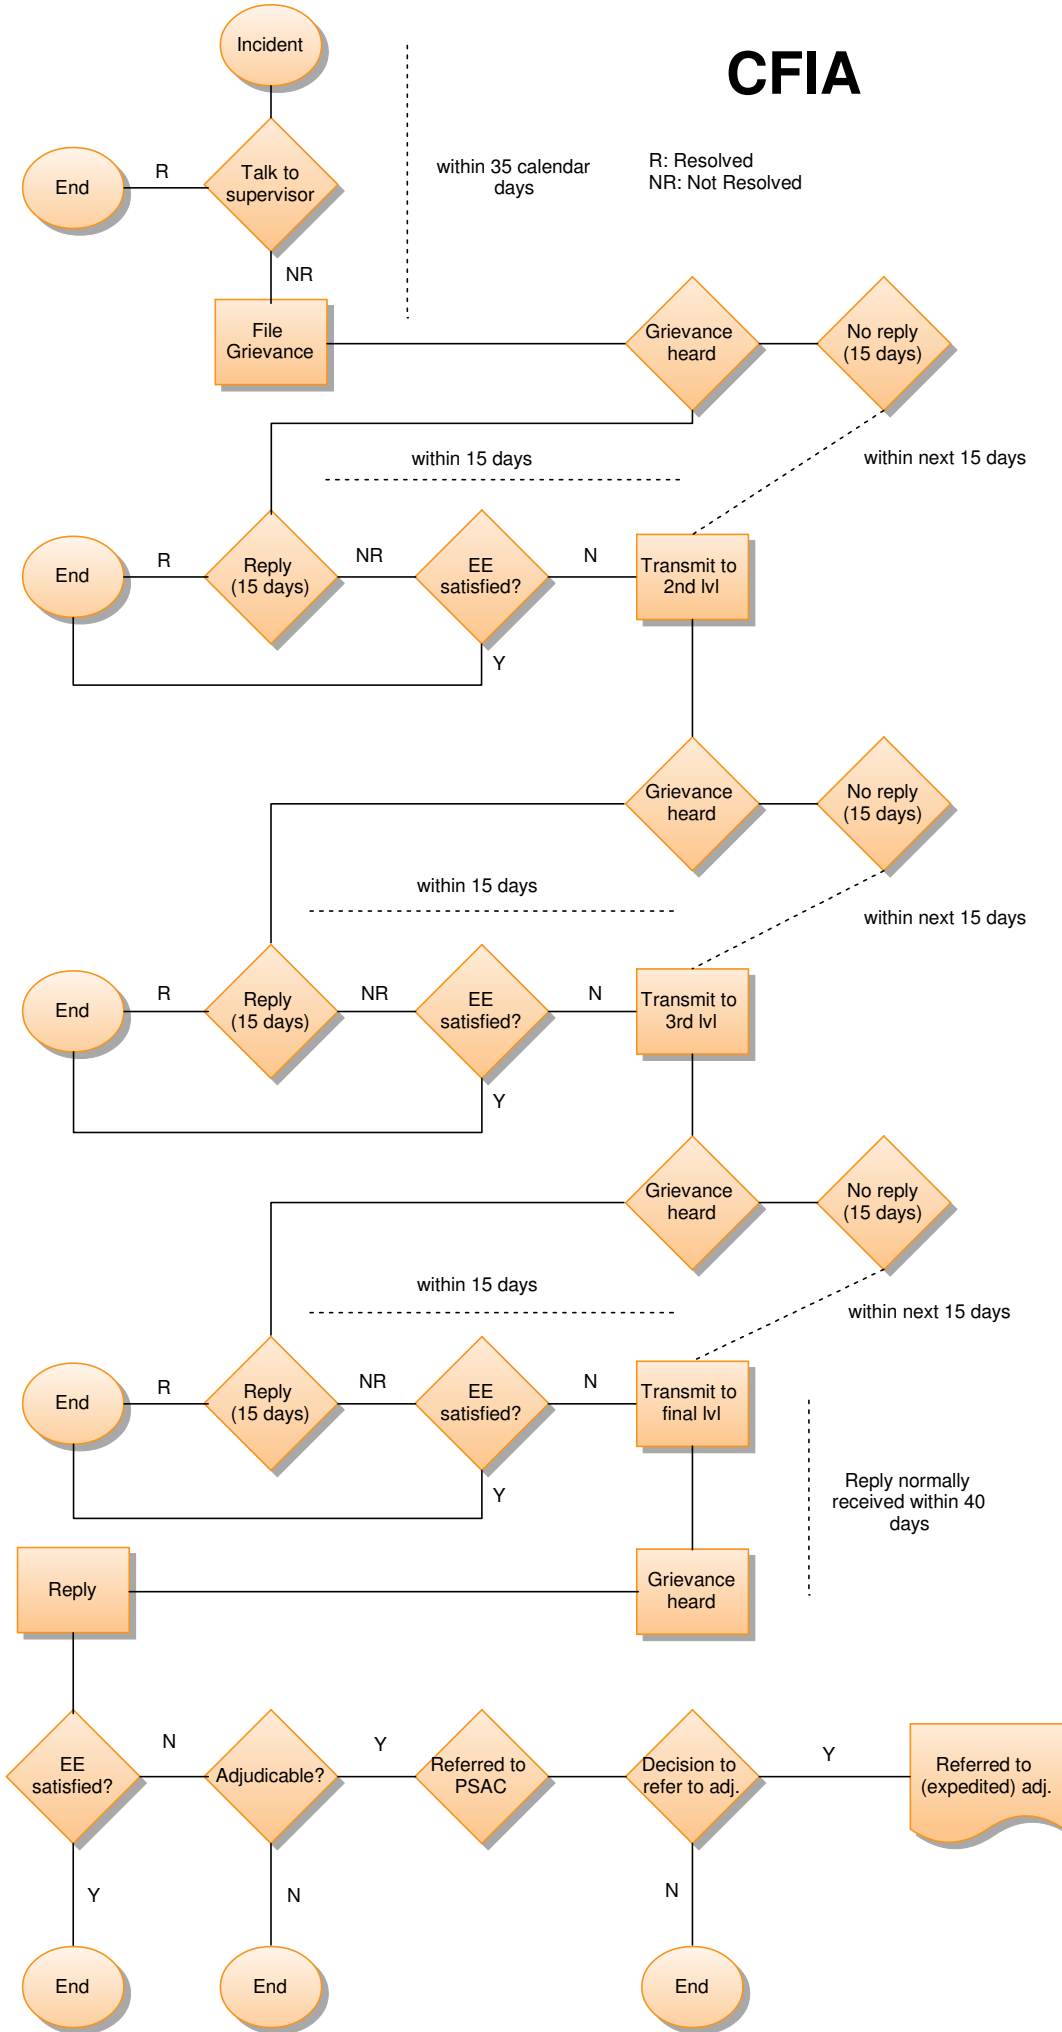 Incident
CFIA
End
R
Talk to
supervisor
within 35 calendar
days
R: Resolved
NR: Not Resolved
NR
File
Grievance
Grievance
heard
No reply
(15 days)
within 15 days
within next 15 days
End
R
Reply
(15 days)
NR
EE
satisfied?
N
Transmit to
2nd lvl
Y
Grievance
heard
No reply
(15 days)
within 15 days
within next 15 days
End
R
Reply
(15 days)
NR
EE
satisfied?
N
Transmit to
3rd lvl
Y
Grievance
heard
No reply
(15 days)
within 15 days
within next 15 days
End
R
Reply
(15 days)
NR
EE
satisfied?
N
Transmit to
final lvl
Y
Reply normally
received within 40
days
Reply
Grievance
heard
EE
satisfied?
N
Adjudicable?
Y
Referred to
PSAC
Decision to
refer to adj.
Y
Referred to
(expedited) adj.
Y
N
N
End
End
End